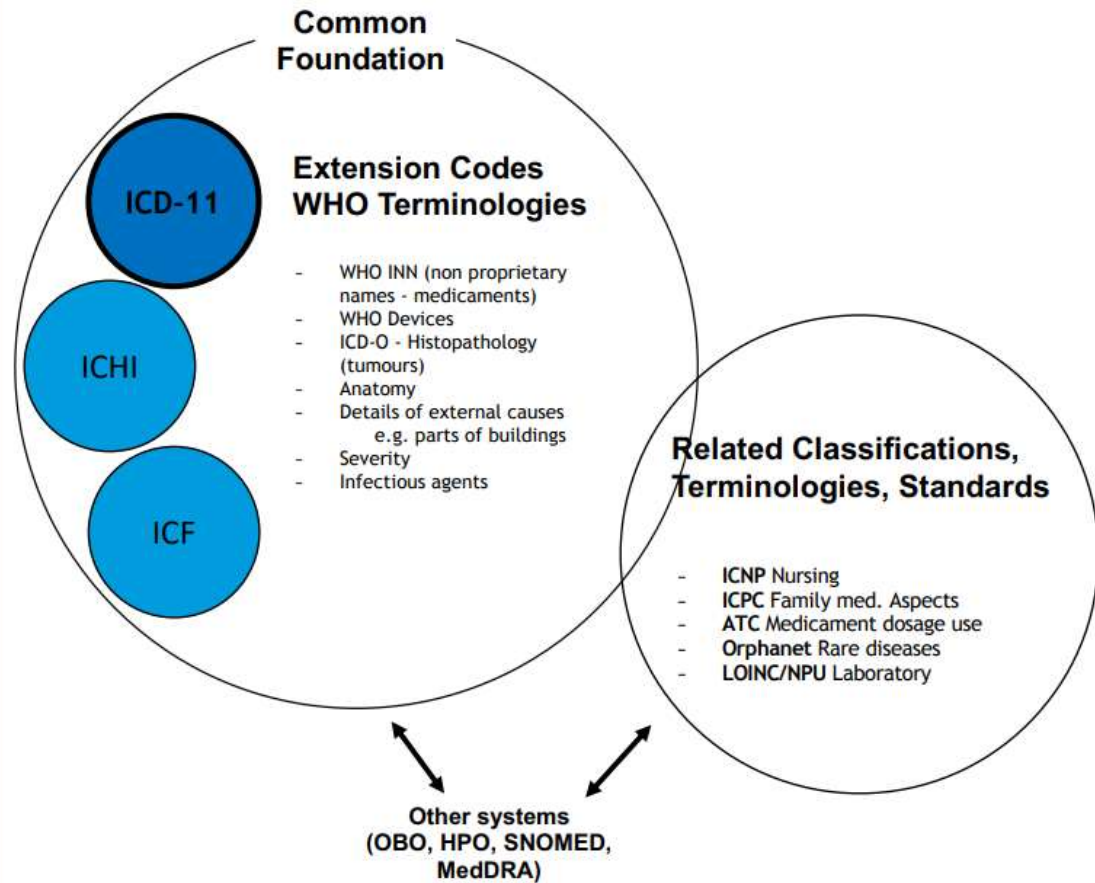 Common
Foundation
ICD-11
ICHI
ICF
Extension Codes
WHO Terminologies
- WHO INN (non proprietary
names - medicaments)
- WHO Devices
- ICD-O - Histopathology
(tumours)
- Anatomy
- Details of external causes
e.g. parts of buildings
- Severity
- Infectious agents
Related Classifications,
Terminologies, Standards
- ICNP Nursing
- ICPC Family med. Aspects
- ATC Medicament dosage use
- Orphanet Rare diseases
- LOINC/NPU Laboratory
Other systems
(OBO, HPO, SNOMED,
MedDRA)